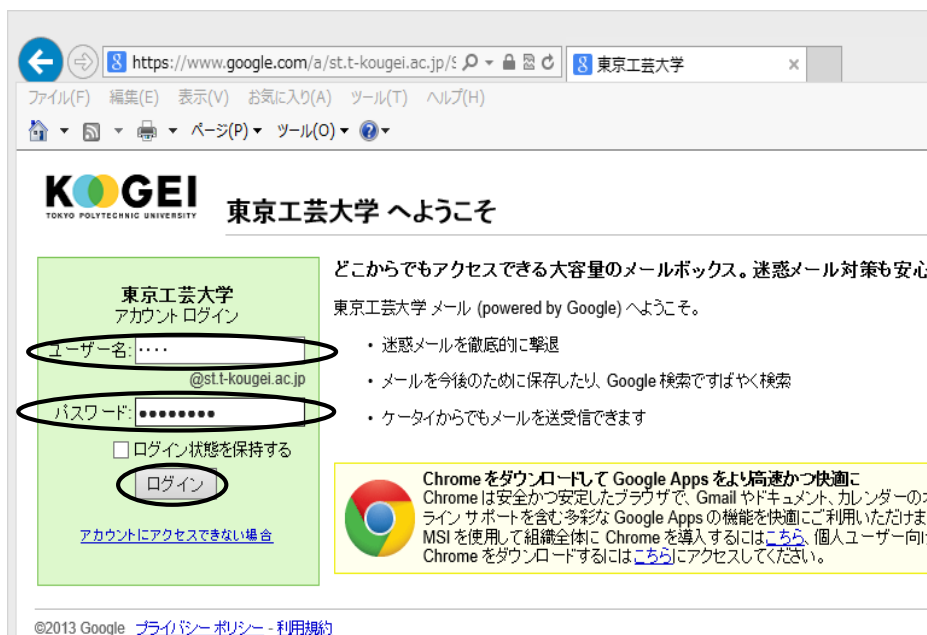 https://www.google.com/a/st.t-kougei.ac.jp/S
東京工芸大学
ファイル(F) 編集(E) 表示(V) お気に入り(A) ツール(T) ヘルプ(H)
ページ(P) ツール(O)
KOOGEI
TOKYO POLYTECHNIC UNIVERSITY
東京工芸大学 へようこそ
東京工芸大学
アカウント ログイン
ユーザー名: ····
@st.t-kougei.ac.jp
パスワード: ●●●●●●●●
ログイン状態を保持する
ログイン
アカウントにアクセスできない場合
どこからでもアクセスできる大容量のメールボックス。迷惑メール対策も安心
東京工芸大学 メール (powered by Google) へようこそ。
・ 迷惑メールを徹底的に撃退
・ メールを今後のために保存したり、Google 検索ですばやく検索
・ ケータイからでもメールを送受信できます
Chrome をダウンロードして Google Apps をより高速かつ快適に
Chrome は安全かつ安定したブラウザで、Gmail やドキュメント、カレンダーのオ
ライン サポートを含む多彩な Google Apps の機能を快適にご利用いただけま
MSI を使用して組織全体に Chrome を導入するにはこちら、個人ユーザー向け
Chrome をダウンロードするにはこちらにアクセスしてください。
©2013 Google プライバシー ポリシー - 利用規約